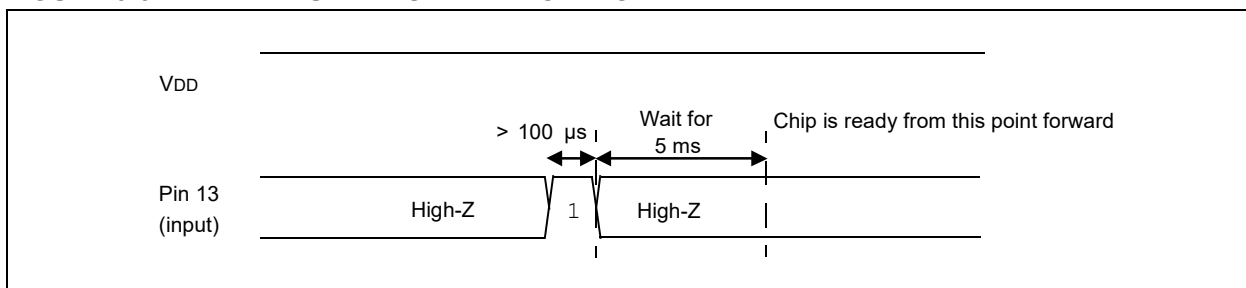 VDD
> 100 µs
Wait for
5 ms
Chip is ready from this point forward
Pin 13
(input)
High-Z
1
High-Z